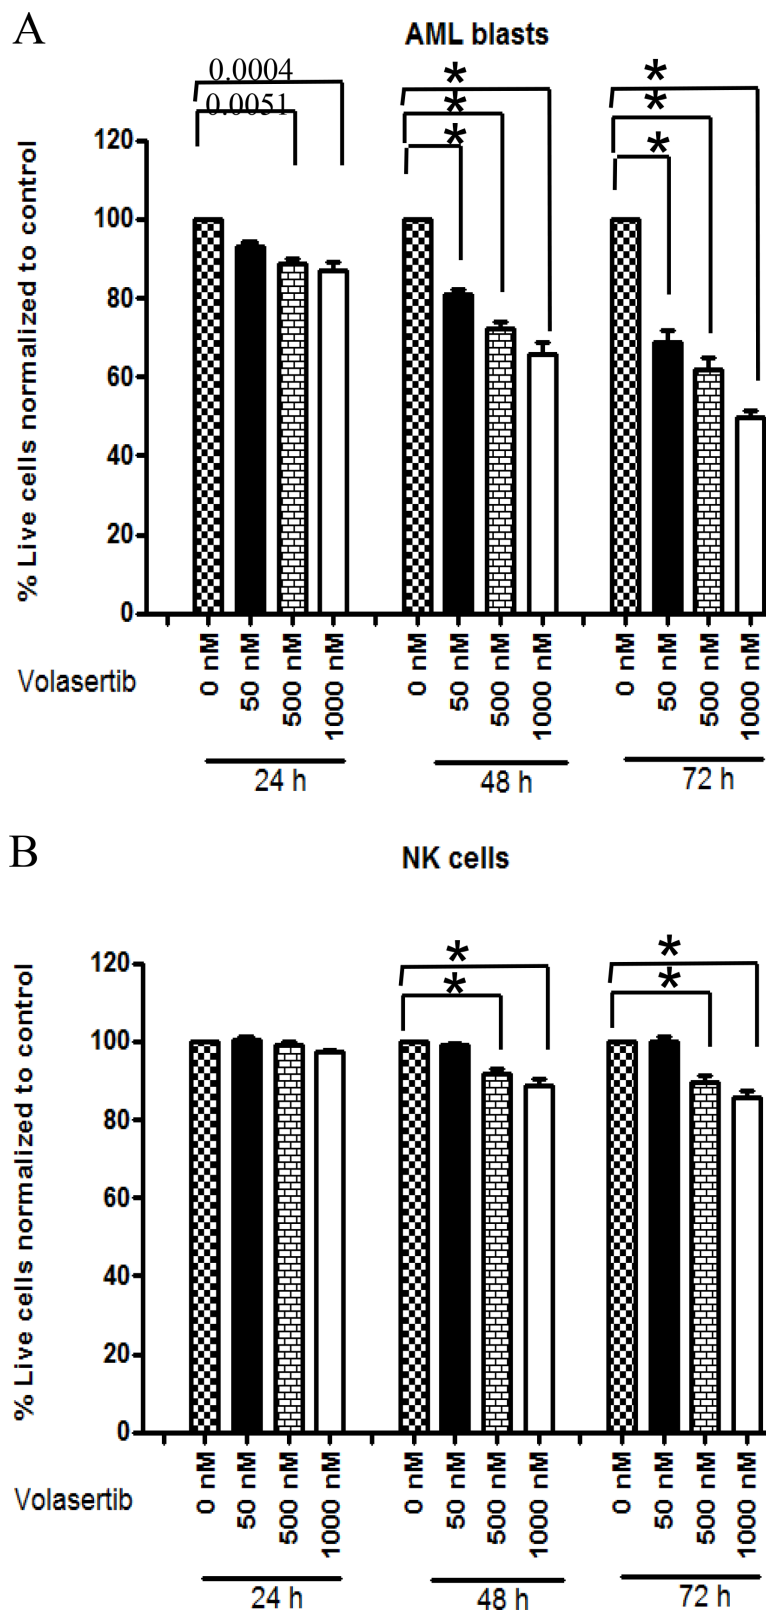 A
AML blasts
0.0004
0.0051
* * *
* * *
% Live cells normalized to control
120
100
80
60
40
20
0
Volasertib
0 nM 50 nM 500 nM 1000 nM 0 nM 50 nM 500 nM 1000 nM 0 nM 50 nM 500 nM 1000 nM
24 h 48 h 72 h
B
NK cells
* *
* *
% Live cells normalized to control
120
100
80
60
40
20
0
Volasertib
0 nM 50 nM 500 nM 1000 nM 0 nM 50 nM 500 nM 1000 nM 0 nM 50 nM 500 nM 1000 nM
24 h 48 h 72 h